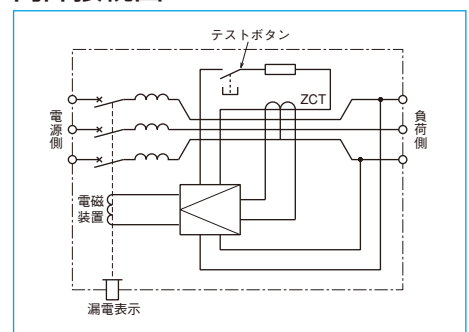 テストボタン
ZCT
電源側
負荷側
電磁装置
漏電表示